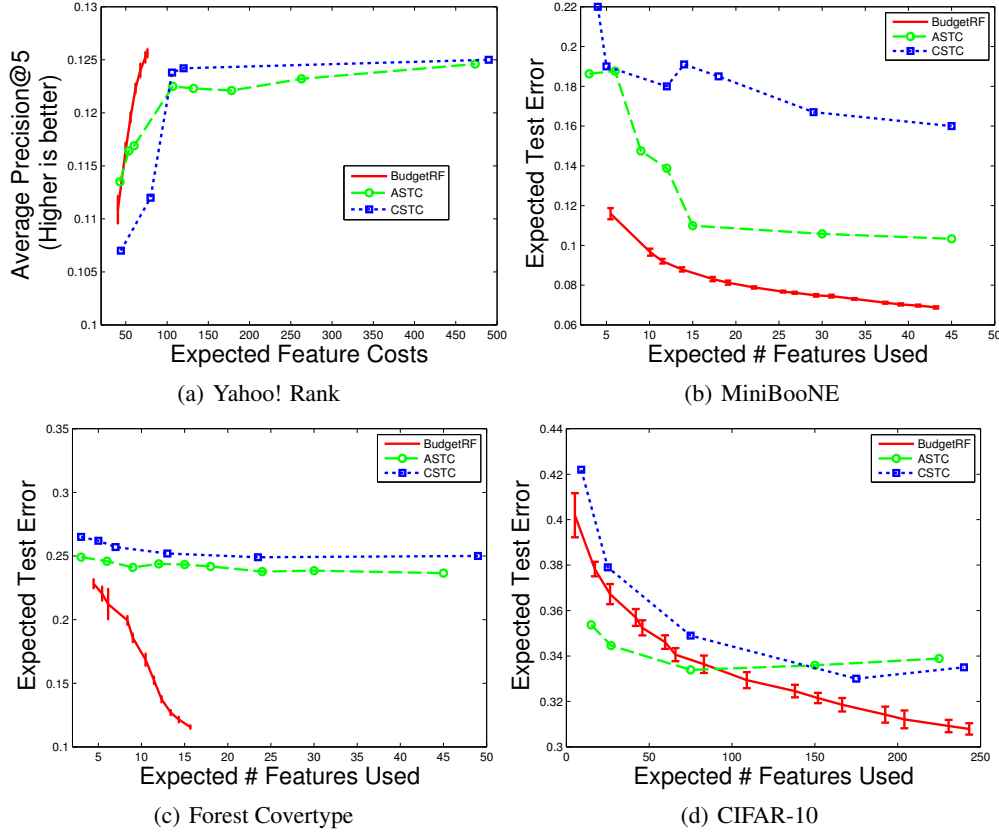 0.13
0.125
0.12
0.115
0.11
0.105
0.1
Average Precision@5
(Higher is better)
BudgetRF
ASTC
CSTC
50 100 150 200 250 300 350 400 450 500
Expected Feature Costs
(a) Yahoo! Rank
0.22
0.2
0.18
0.16
0.14
0.12
0.1
0.08
0.06
Expected Test Error
BudgetRF
ASTC
CSTC
0 5 10 15 20 25 30 35 40 45 50
Expected # Features Used
(b) MiniBooNE
0.35
0.3
0.25
0.2
0.15
0.1
Expected Test Error
BudgetRF
ASTC
CSTC
5 10 15 20 25 30 35 40 45 50
Expected # Features Used
(c) Forest Covertype
0.44
0.42
0.4
0.38
0.36
0.34
0.32
0.3
Expected Test Error
BudgetRF
ASTC
CSTC
0 50 100 150 200 250
Expected # Features Used
(d) CIFAR-10